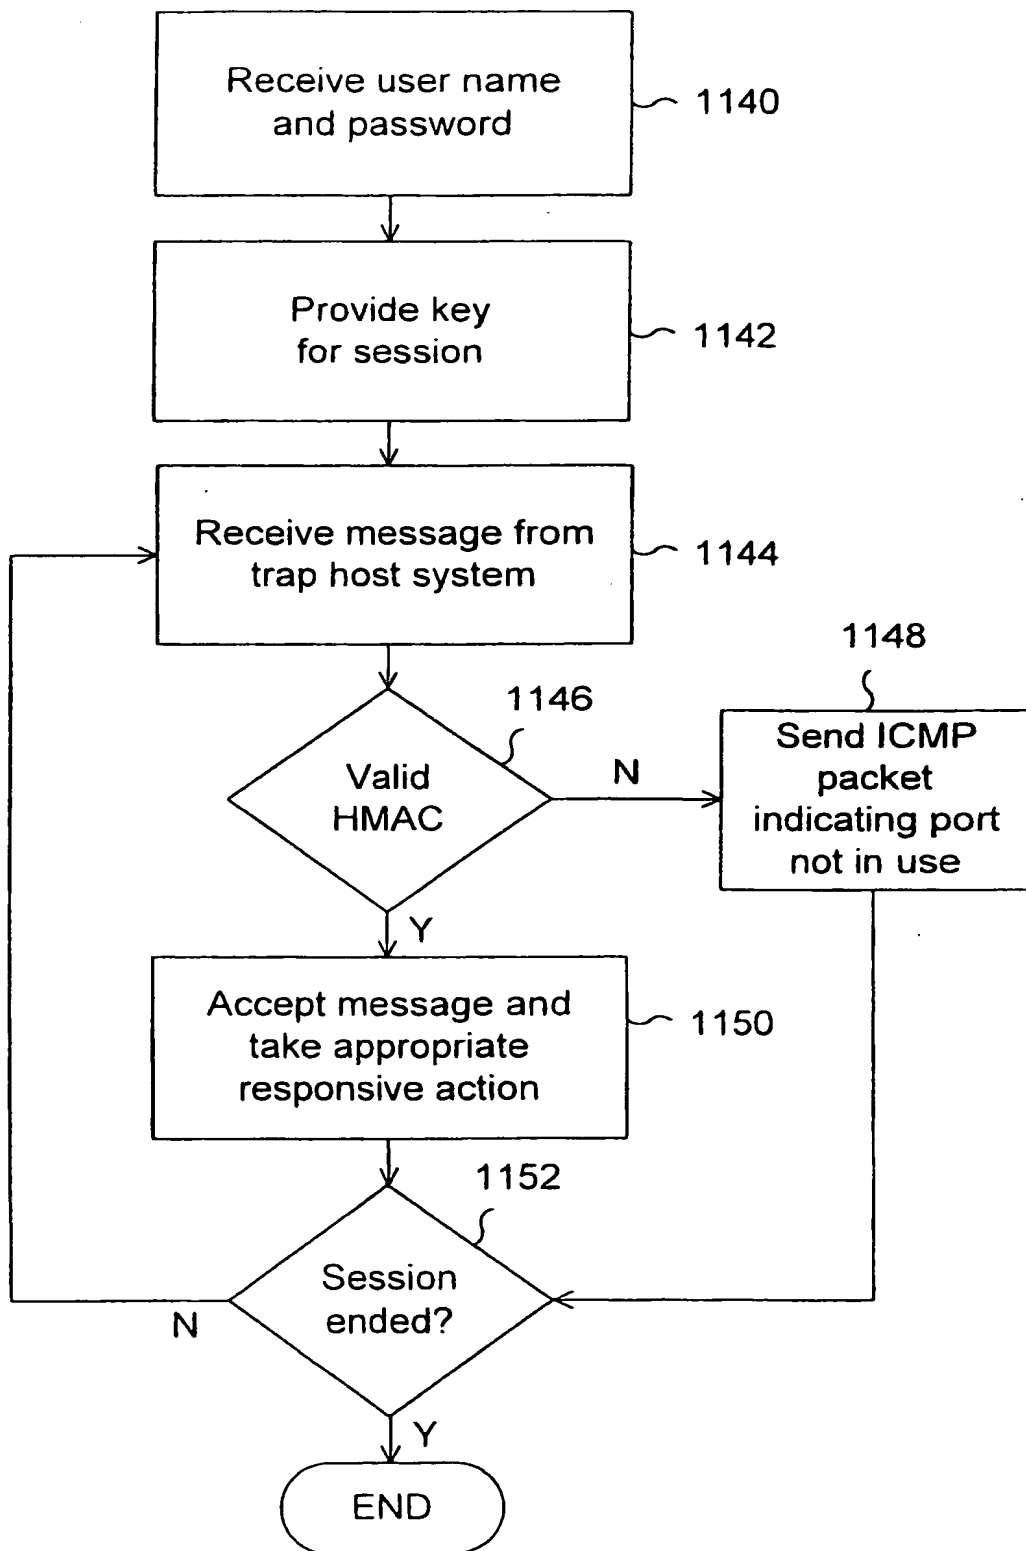 Receive user name
and password
1140
Provide key
for session
1142
Receive message from
trap host system
1144
1148
1146
Valid
HMAC
N
Send ICMP
packet
indicating port
not in use
Y
Accept message and
take appropriate
responsive action
1150
1152
Session
ended?
N
Y
END